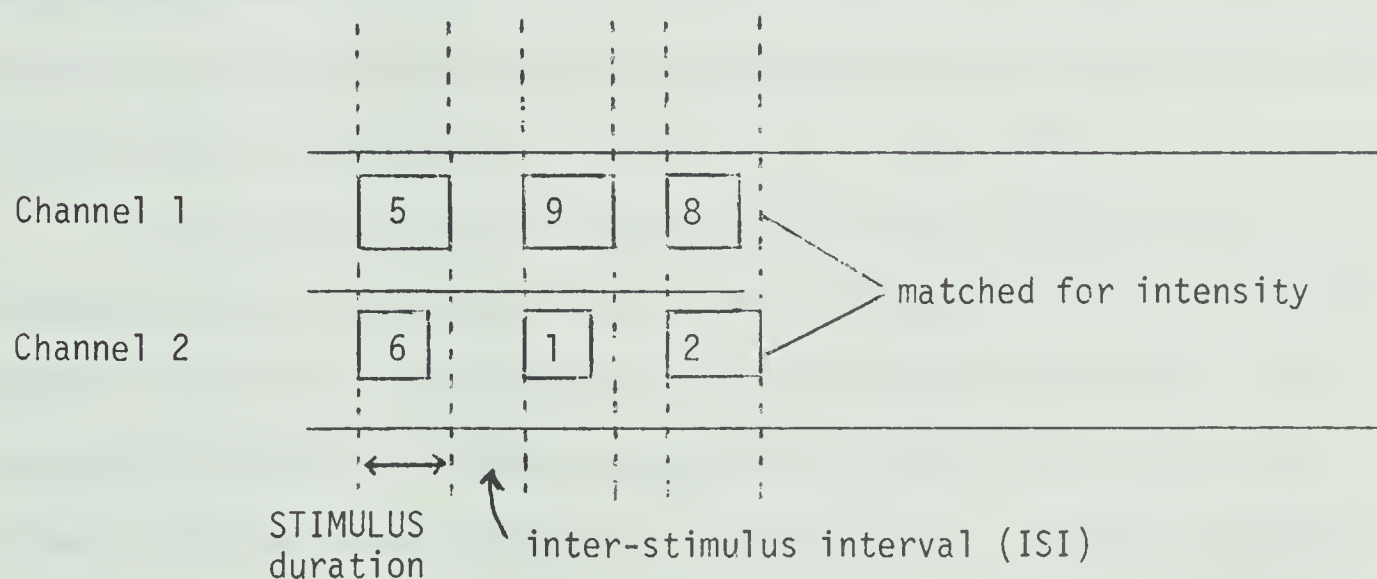 Channel 1
5 9 8
matched for intensity
Channel 2
6 1 2
STIMULUS
duration
inter-stimulus interval (ISI)